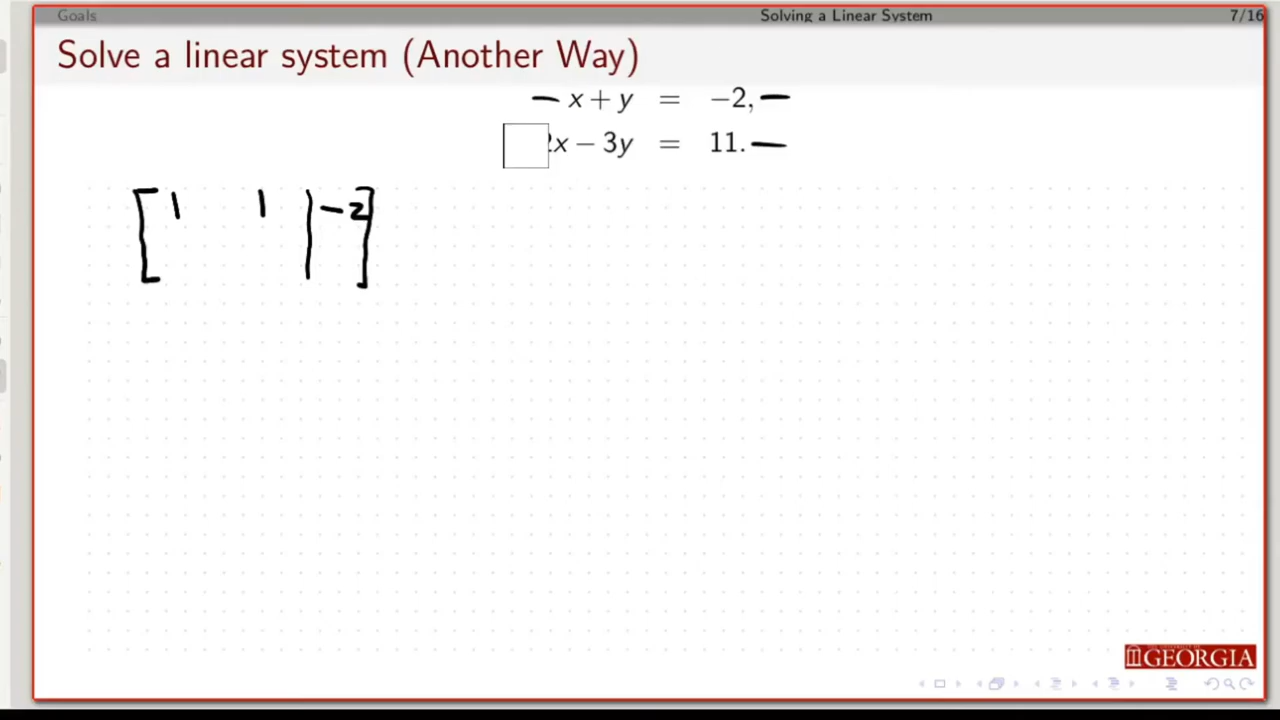 Goals Solving a Linear System 7/16
Solve a linear system (Another Way)
— x + y = −2, —
x − 3y = 11. —
[ 1 1 | −2 ]
GEORGIA